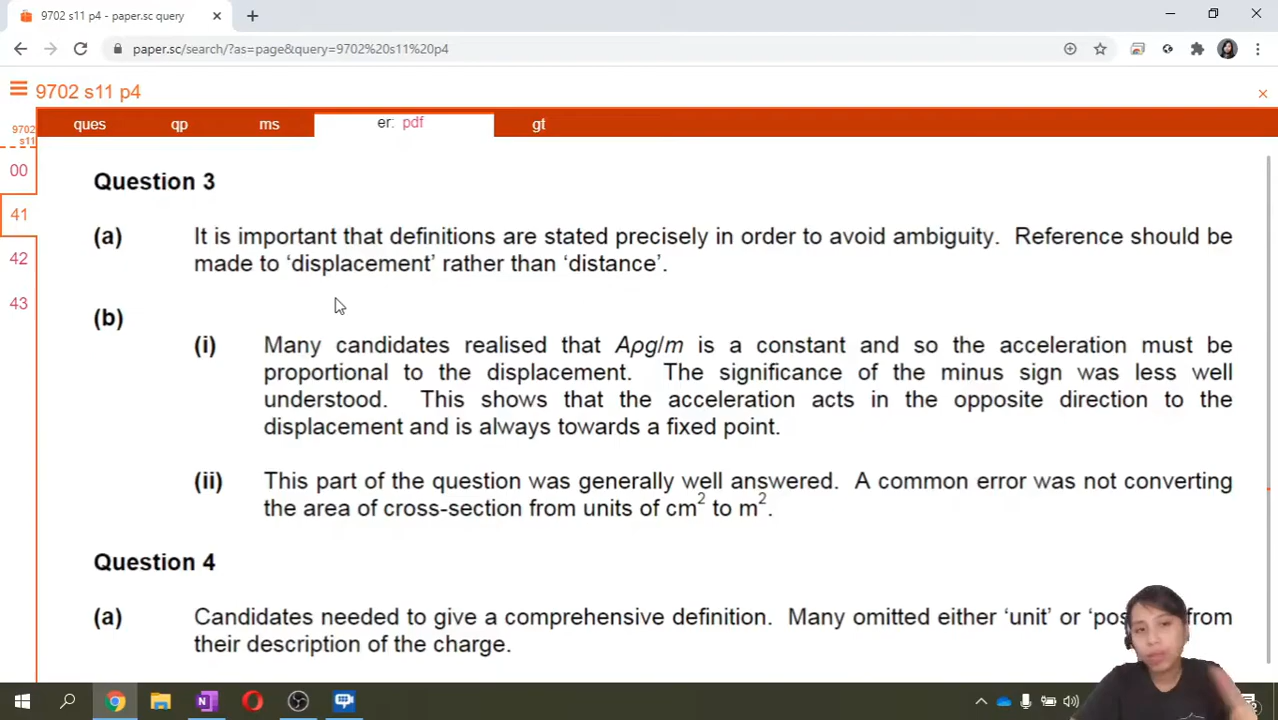 9702 s11 p4 - paper.sc query
paper.sc/search/?as=page&query=9702%20s11%20p4
9702 s11 p4
9702
s11
ques qp ms er: pdf gt
00
41
42
43
Question 3
(a) It is important that definitions are stated precisely in order to avoid ambiguity. Reference should be
made to ‘displacement’ rather than ‘distance’.
(b)
(i) Many candidates realised that Aρg/m is a constant and so the acceleration must be
proportional to the displacement. The significance of the minus sign was less well
understood. This shows that the acceleration acts in the opposite direction to the
displacement and is always towards a fixed point.
(ii) This part of the question was generally well answered. A common error was not converting
the area of cross-section from units of cm² to m².
Question 4
(a) Candidates needed to give a comprehensive definition. Many omitted either ‘unit’ or from
their description of the charge.